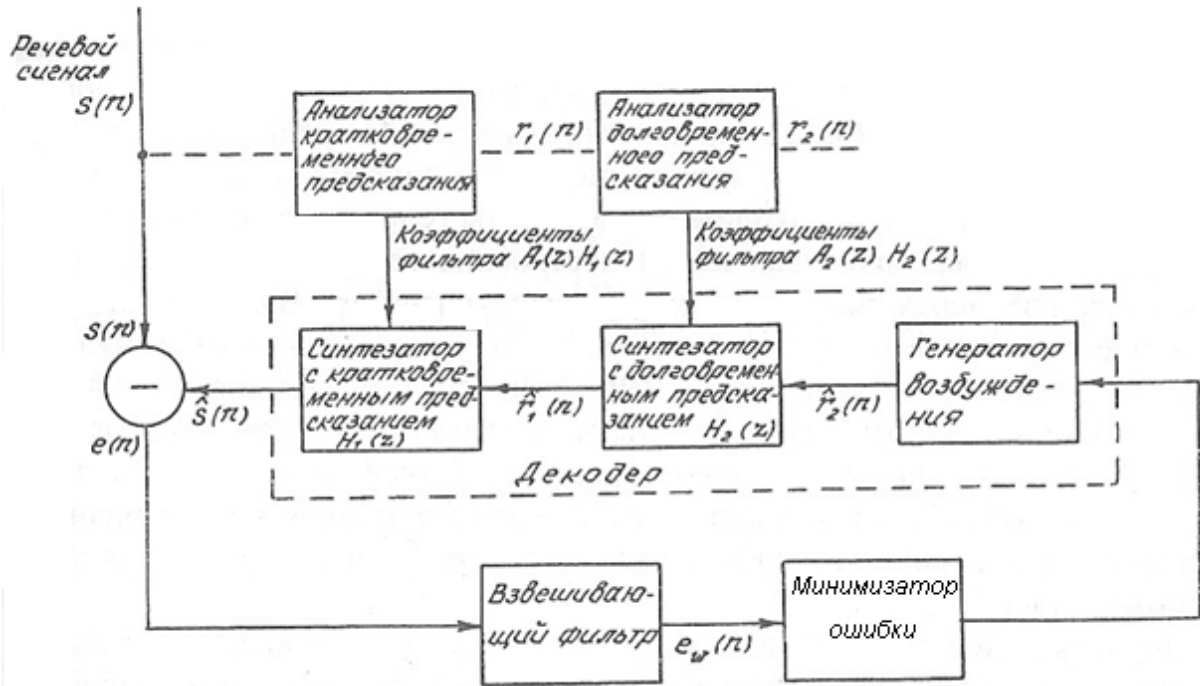 Речевой
сигнал
s(n)
Анализатор
кратковре-
менного
предсказания
r₁(n)
Анализатор
долговремен-
ного пред-
сказания
r₂(n)
Коэффициенты
фильтра A₁(z) H₁(z)
Коэффициенты
фильтра A₂(z) H₂(z)
s(n)
−
ŝ(n)
e(n)
Синтезатор
с кратковре-
менным пред-
сказанием
H₁(z)
r̂₁(n)
Синтезатор
с долговремен-
ным предска-
занием H₂(z)
r̂₂(n)
Генератор
возбужде-
ния
Декодер
Взвешиваю-
щий фильтр
e_w(n)
Минимизатор
ошибки